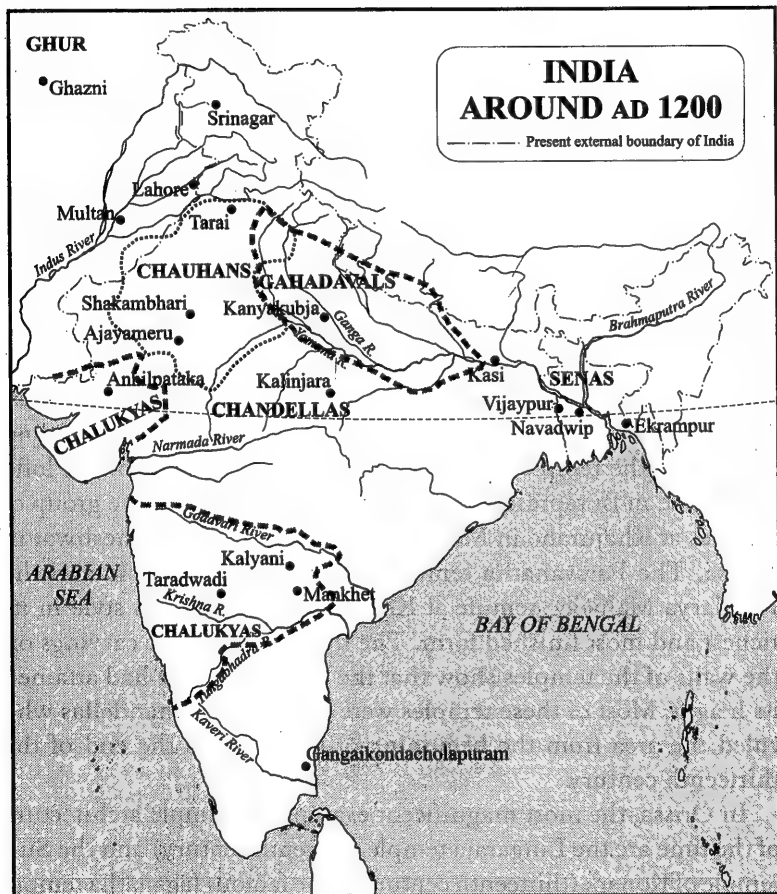 GHUR
Ghazni
INDIA
AROUND AD 1200
Present external boundary of India
Srinagar
Lahore
Multan
Tarai
Indus River
CHAUHANS
GAHADAVALS
Shakambhari
Kanyakubja
Ganga R.
Brahmaputra River
Ajayameru
Yamuna R.
Anhilpataka
Kalinjara
Kasi
SENAS
CHALUKYAS
CHANDELLAS
Vijaypur
Navadwip
Ekrampur
Narmada River
Godavari River
Kalyani
ARABIAN
SEA
Taradwadi
Mankhet
Krishna R.
CHALUKYAS
BAY OF BENGAL
Tungabhadra R.
Kaveri River
Gangaikondacholapuram